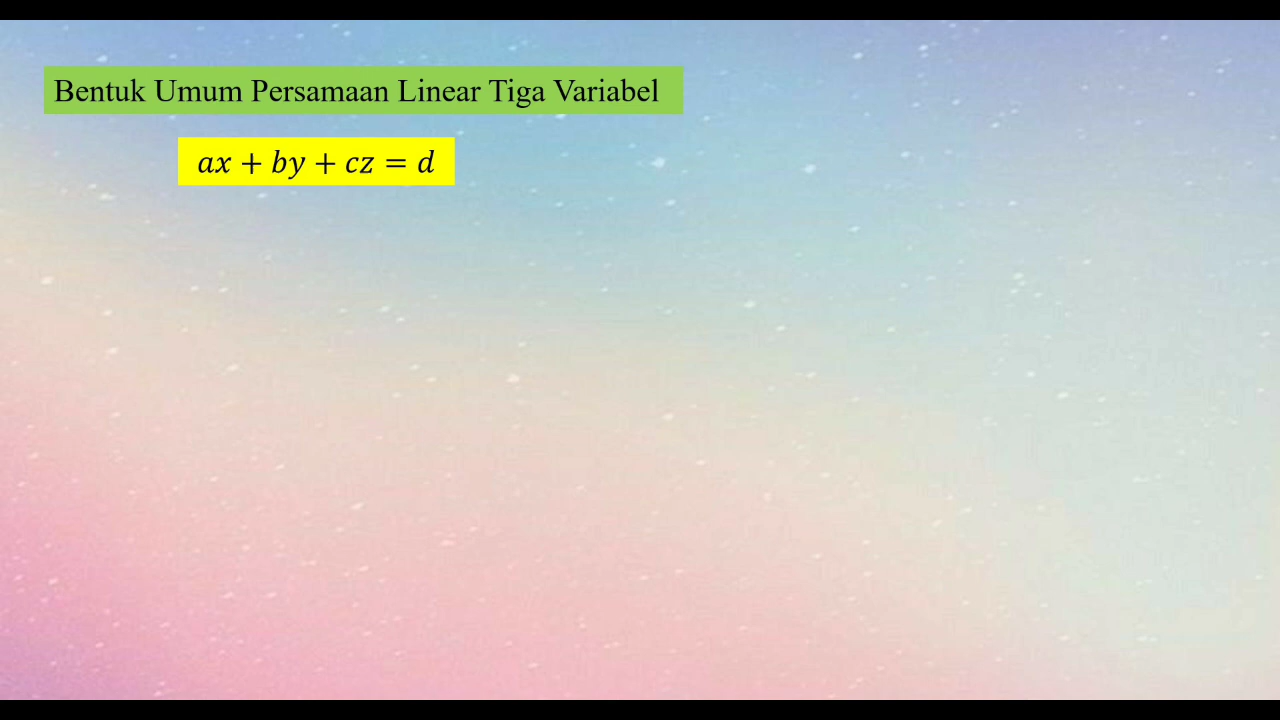 Bentuk Umum Persamaan Linear Tiga Variabel
𝑎𝑥 + 𝑏𝑦 + 𝑐𝑧 = 𝑑